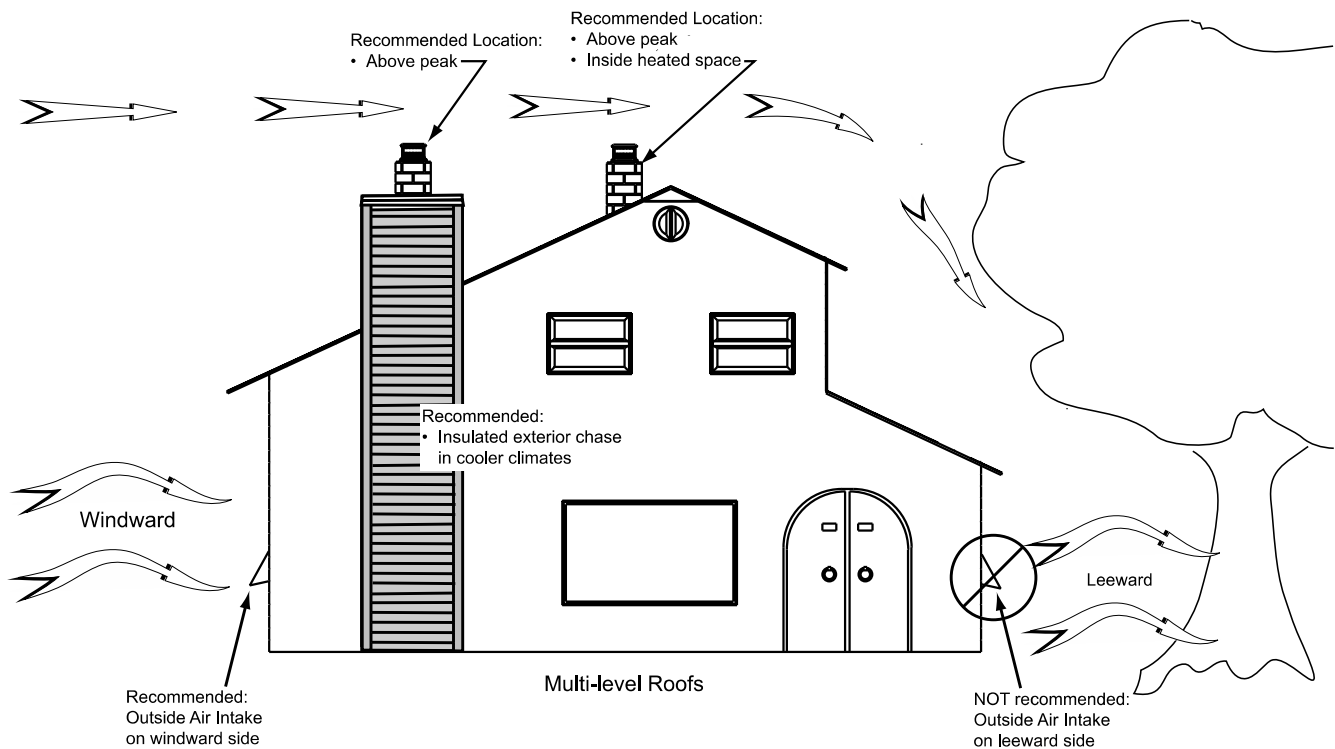 Recommended Location:
• Above peak
Recommended Location:
• Above peak
• Inside heated space
Recommended:
• Insulated exterior chase
in cooler climates
Windward
Leeward
Recommended:
Outside Air Intake
on windward side
Multi-level Roofs
NOT recommended:
Outside Air Intake
on leeward side